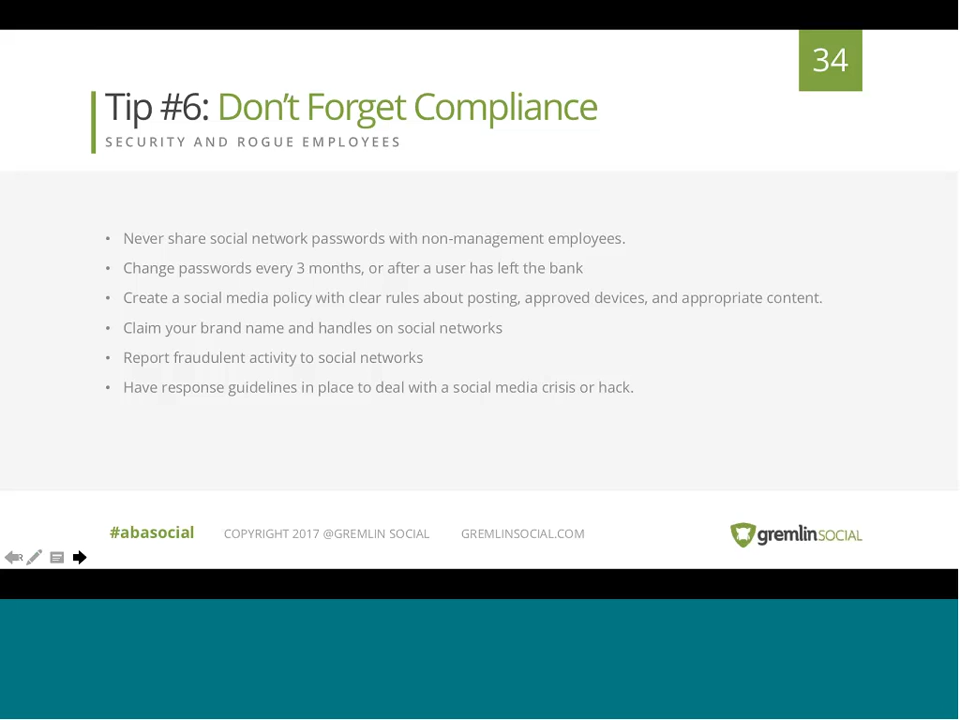 34
Tip #6: Don’t Forget Compliance
SECURITY AND ROGUE EMPLOYEES
• Never share social network passwords with non-management employees.
• Change passwords every 3 months, or after a user has left the bank
• Create a social media policy with clear rules about posting, approved devices, and appropriate content.
• Claim your brand name and handles on social networks
• Report fraudulent activity to social networks
• Have response guidelines in place to deal with a social media crisis or hack.
#abasocial COPYRIGHT 2017 @GREMLIN SOCIAL GREMLINSOCIAL.COM
gremlinSOCIAL